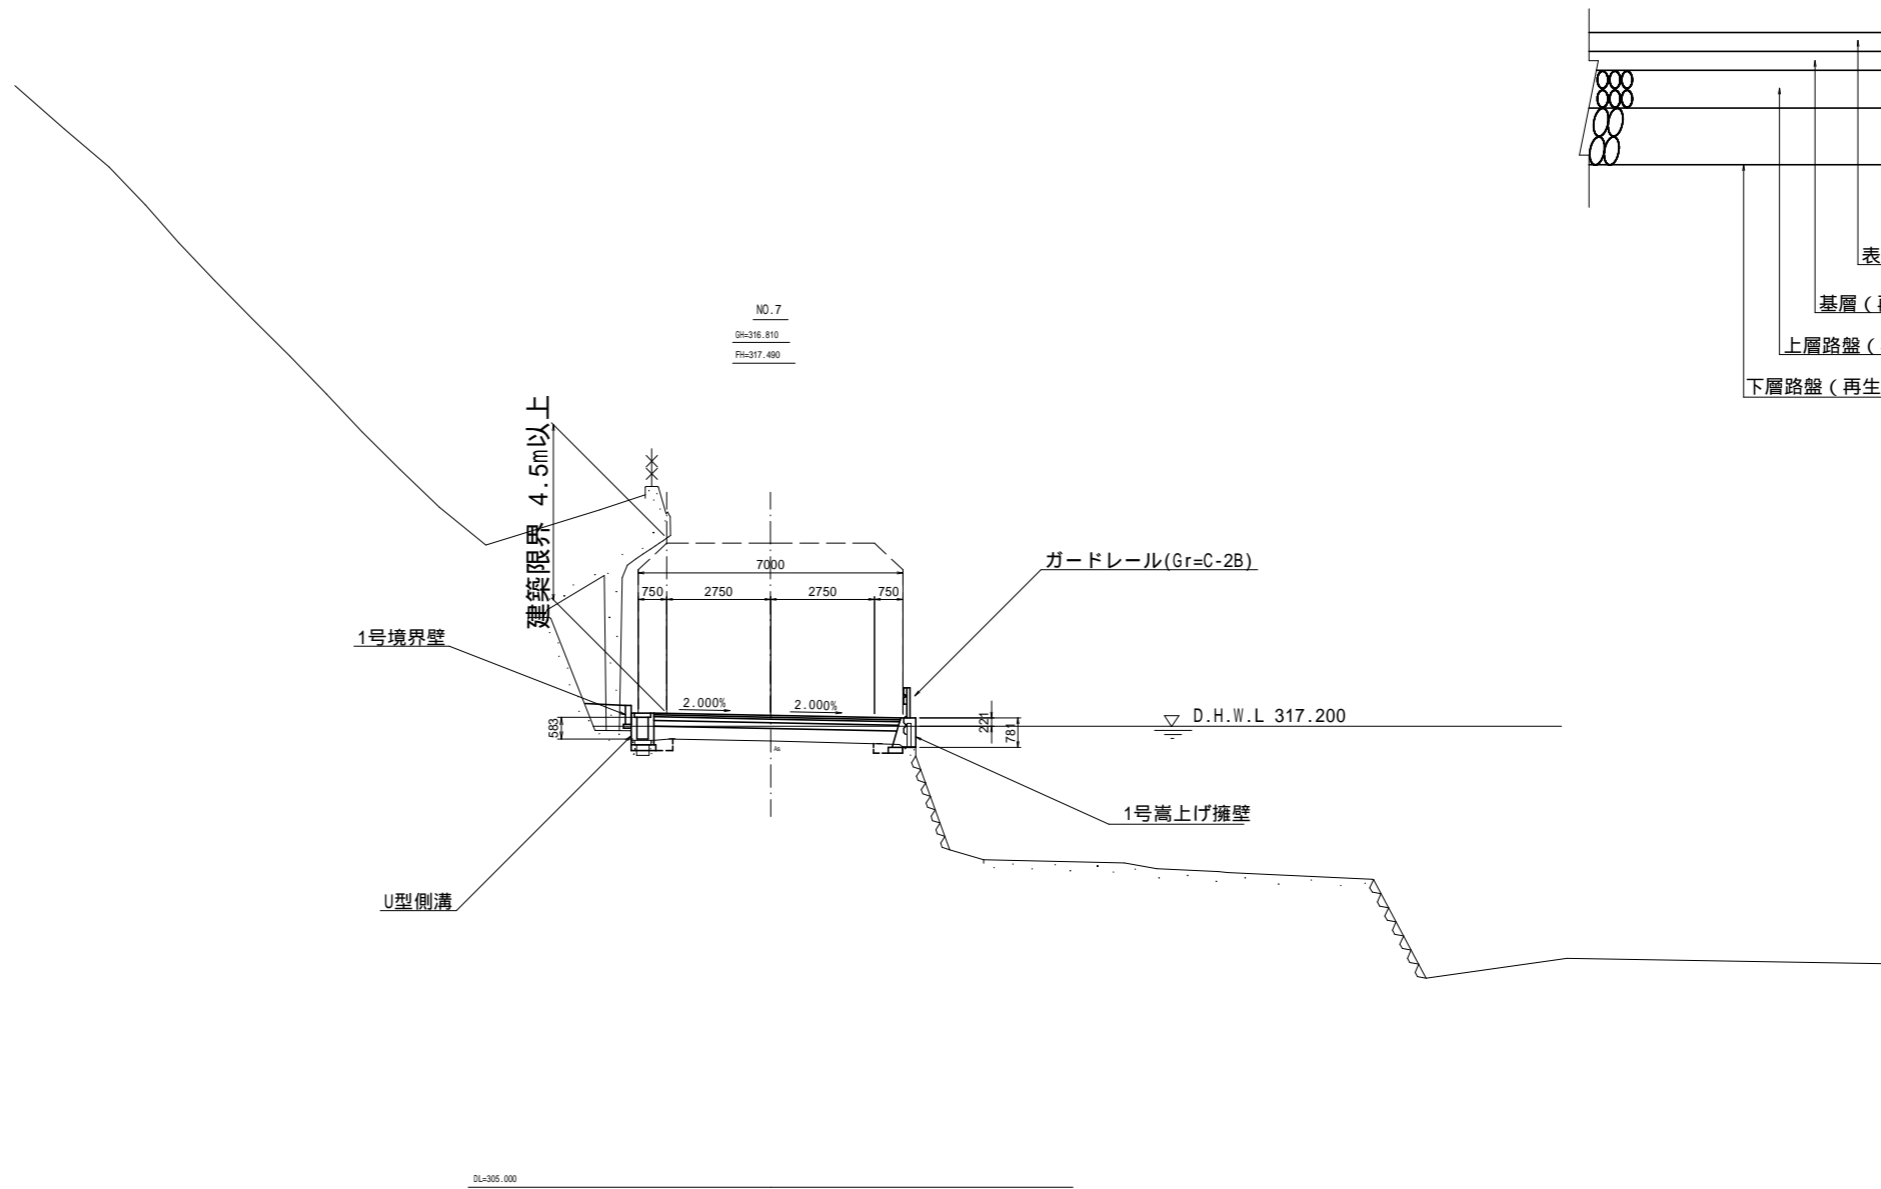 表
基層（
上層路盤（
下層路盤（再生
NO.7
GH=316.810
FH=317.490
建築限界 4.5m以上
7000
750
2750
2750
750
ガードレール(Gr=C-2B)
1号境界壁
2.000%
2.000%
583
221
781
D.H.W.L 317.200
As
1号嵩上げ擁壁
U型側溝
DL=305.000